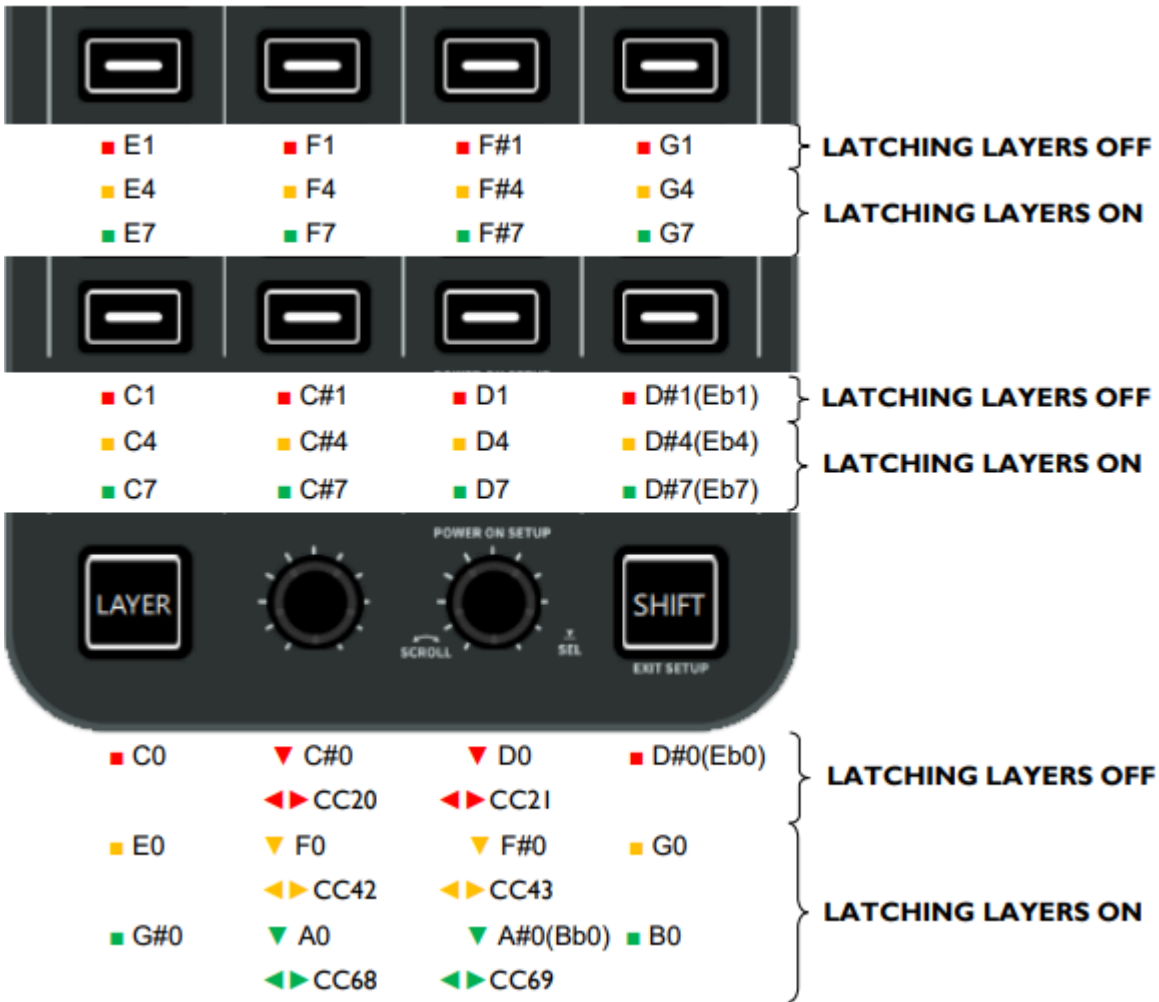 E1 F1 F#1 G1 LATCHING LAYERS OFF
E4 F4 F#4 G4
LATCHING LAYERS ON
E7 F7 F#7 G7
C1 C#1 D1 D#1(Eb1) LATCHING LAYERS OFF
C4 C#4 D4 D#4(Eb4)
LATCHING LAYERS ON
C7 C#7 D7 D#7(Eb7)
POWER ON SETUP
LAYER SHIFT
SCROLL SEL
EXIT SETUP
C0 C#0 D0 D#0(Eb0)
LATCHING LAYERS OFF
CC20 CC21
E0 F0 F#0 G0
CC42 CC43
LATCHING LAYERS ON
G#0 A0 A#0(Bb0) B0
CC68 CC69